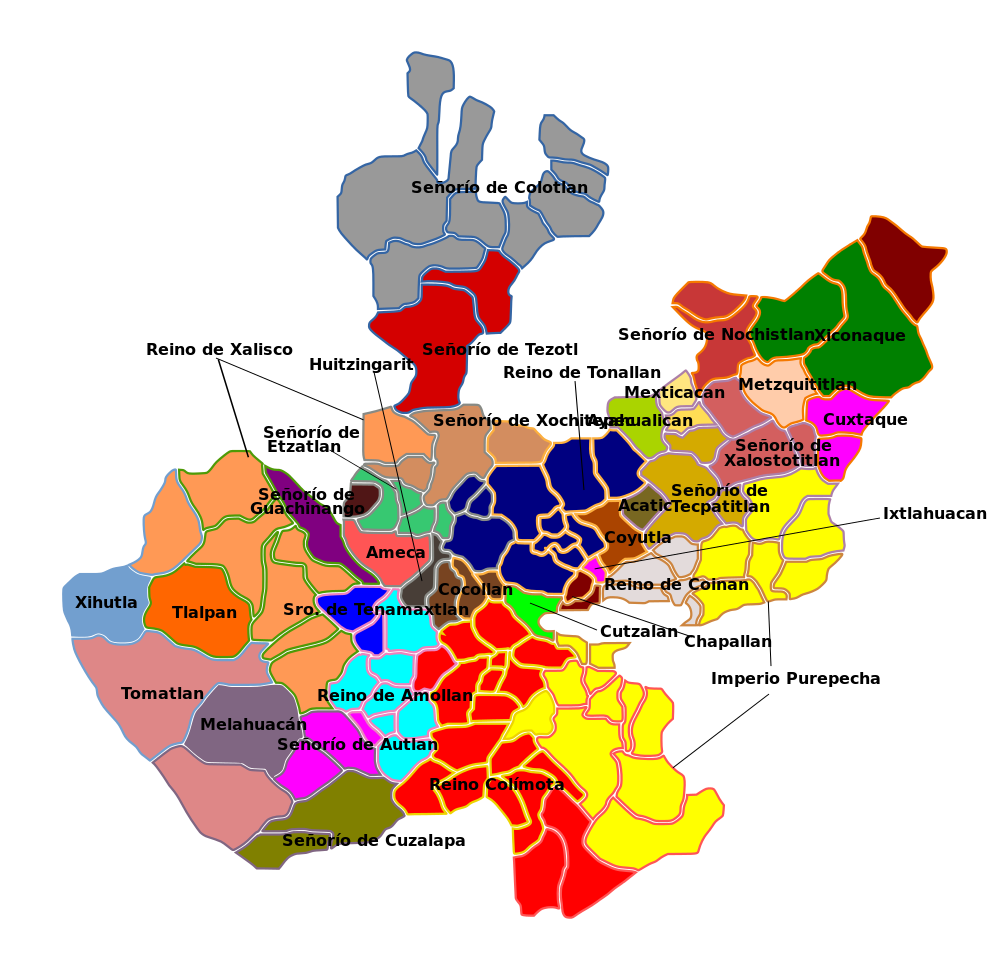 Señorío de Colotlan
Señorío de Nochistlan
Xiconaque
Reino de Xalisco
Señorío de Tezotl
Huitzingarit
Reino de Tonallan
Metzquititlan
Mexticacan
Señorío de Xochitepec
Ayahualican
Cuxtaque
Señorío de
Etzatlan
Señorío de
Xalostotitlan
Señorío de
Guachinango
Señorío de
Tecpatitlan
Acatic
Ixtlahuacan
Coyutla
Ameca
Reino de Coinan
Cocollan
Xihutla
Tlalpan
Sro. de Tenamaxtlan
Cutzalan
Chapallan
Imperio Purepecha
Tomatlan
Reino de Amollan
Melahuacán
Señorío de Autlan
Reino Colímota
Señorío de Cuzalapa